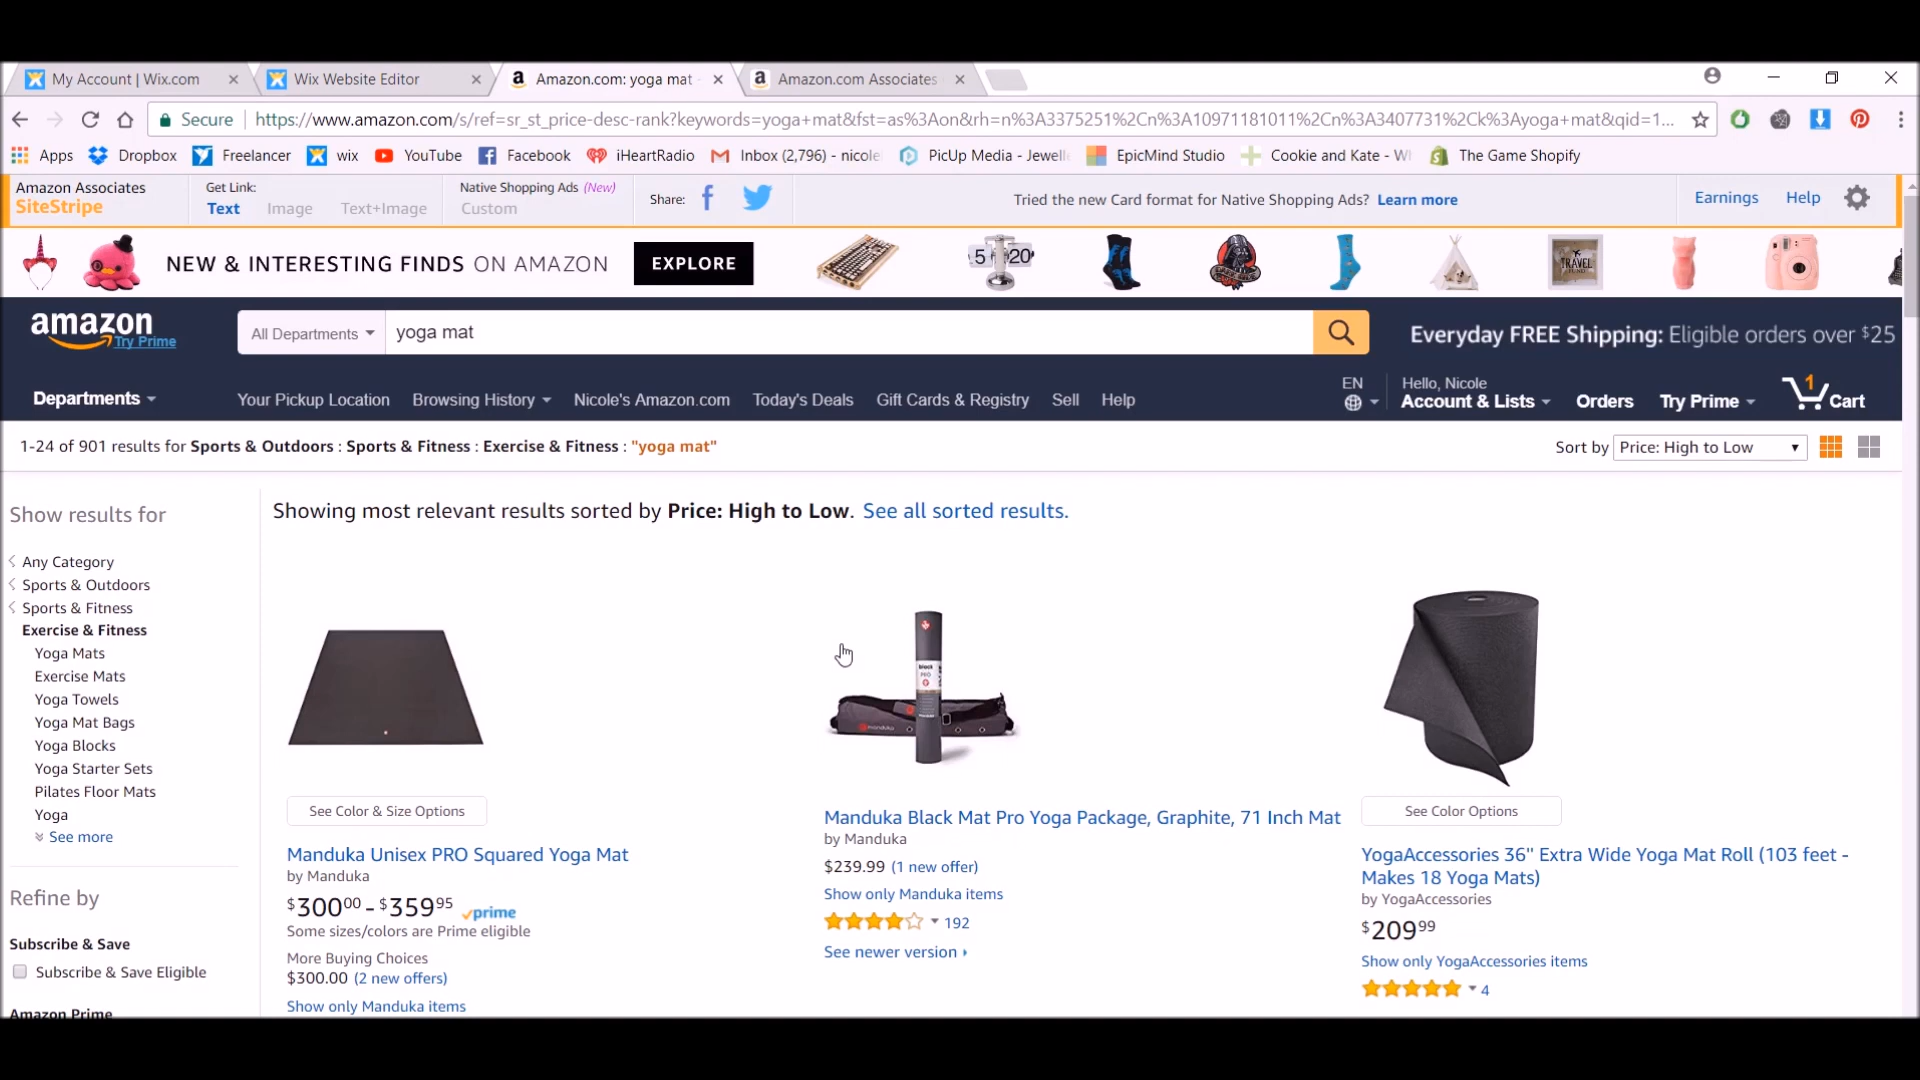 My Account | Wix.com
Wix Website Editor
Amazon.com: yoga mat
Amazon.com Associates
Secure
https://www.amazon.com/s/ref=sr_st_price-desc-rank?keywords=yoga+mat&fst=as%3Aon&rh=n%3A3375251%2Cn%3A10971181011%2Cn%3A3407731%2Ck%3Ayoga+mat&qid=1...
Apps
Dropbox
Freelancer
wix
YouTube
Facebook
iHeartRadio
Inbox (2,796) - nicole
PicUp Media - Jewell
EpicMind Studio
Cookie and Kate - W
The Game Shopify
Amazon Associates
SiteStripe
Get Link:
Text
Image
Text+Image
Native Shopping Ads (New)
Custom
Share:
Tried the new Card format for Native Shopping Ads? Learn more
Earnings
Help
NEW & INTERESTING FINDS ON AMAZON
EXPLORE
5
20
TRAVEL
amazon
Try Prime
All Departments
yoga mat
Everyday FREE Shipping: Eligible orders over $25
Departments
Your Pickup Location
Browsing History
Nicole's Amazon.com
Today's Deals
Gift Cards & Registry
Sell
Help
EN
Hello, Nicole
Account & Lists
Orders
Try Prime
1
Cart
1-24 of 901 results for Sports & Outdoors : Sports & Fitness : Exercise & Fitness : "yoga mat"
Sort by
Price: High to Low
Show results for
Any Category
Sports & Outdoors
Sports & Fitness
Exercise & Fitness
Yoga Mats
Exercise Mats
Yoga Towels
Yoga Mat Bags
Yoga Blocks
Yoga Starter Sets
Pilates Floor Mats
Yoga
See more
Refine by
Subscribe & Save
Subscribe & Save Eligible
Amazon Prime
Showing most relevant results sorted by Price: High to Low. See all sorted results.
See Color & Size Options
Manduka Unisex PRO Squared Yoga Mat
by Manduka
$300.00 - $359.95 prime
Some sizes/colors are Prime eligible
More Buying Choices
$300.00 (2 new offers)
Show only Manduka items
black
PRO
manduka
Manduka Black Mat Pro Yoga Package, Graphite, 71 Inch Mat
by Manduka
$239.99 (1 new offer)
Show only Manduka items
192
See newer version
See Color Options
YogaAccessories 36" Extra Wide Yoga Mat Roll (103 feet -
Makes 18 Yoga Mats)
by YogaAccessories
$209.99
Show only YogaAccessories items
4